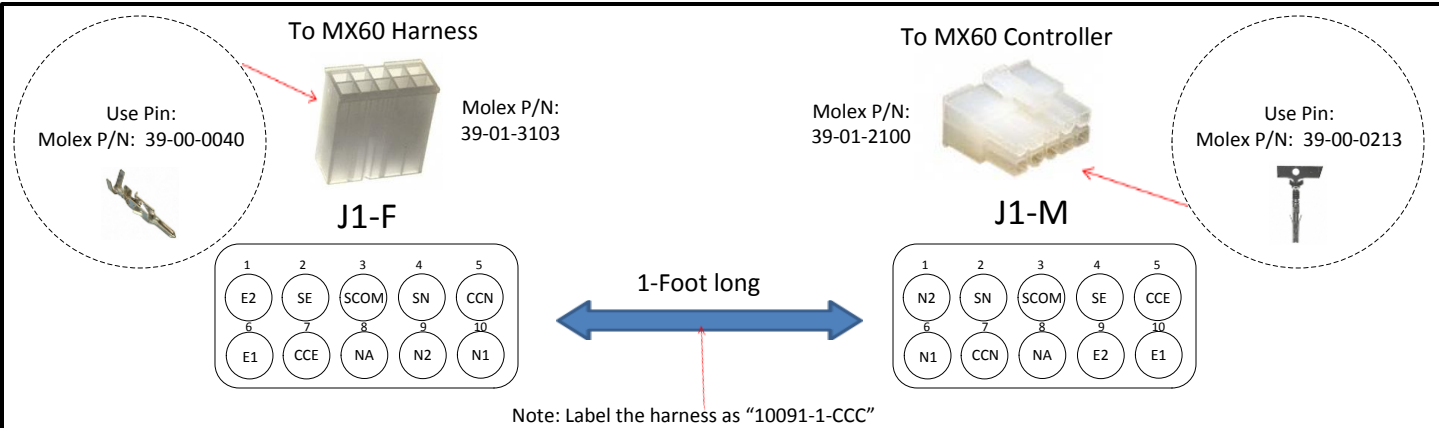 To MX60 Harness
To MX60 Controller
Use Pin:
Molex P/N: 39-00-0040
Molex P/N:
39-01-3103
Molex P/N:
39-01-2100
Use Pin:
Molex P/N: 39-00-0213
J1-F
J1-M
1 2 3 4 5
E2 SE SCOM SN CCN
6 7 8 9 10
E1 CCE NA N2 N1
1-Foot long
1 2 3 4 5
N2 SN SCOM SE CCE
6 7 8 9 10
N1 CCN NA E2 E1
Note: Label the harness as “10091-1-CCC”